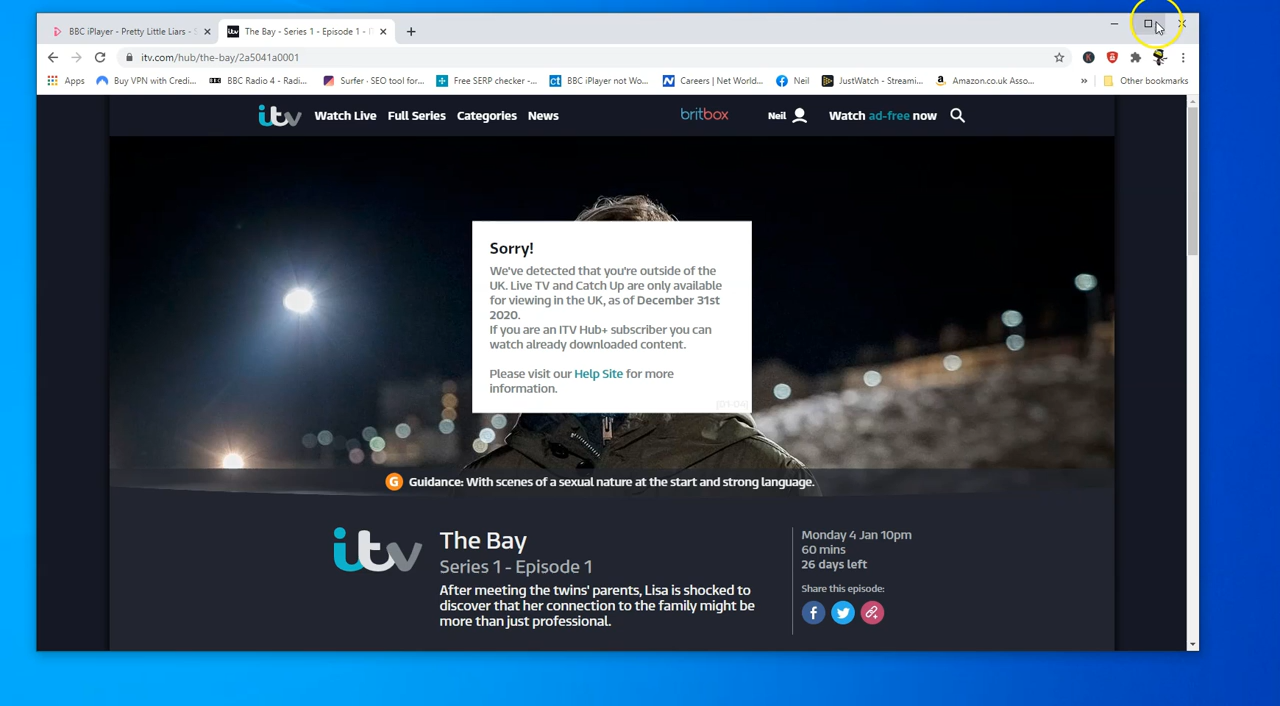 BBC iPlayer - Pretty Little Liars - S
The Bay - Series 1 - Episode 1 - I
itv.com/hub/the-bay/2a5041a0001
Apps
Buy VPN with Credi...
BBC Radio 4 - Radi...
Surfer · SEO tool for...
Free SERP checker -...
BBC iPlayer not Wo...
Careers | Net World...
Neil
JustWatch - Streami...
Amazon.co.uk Asso...
»
Other bookmarks
itv
Watch Live
Full Series
Categories
News
britbox
Neil
Watch ad-free now
Sorry!
We've detected that you're outside of the
UK. Live TV and Catch Up are only available
for viewing in the UK, as of December 31st
2020.
If you are an ITV Hub+ subscriber you can
watch already downloaded content.
Please visit our Help Site for more
information.
[01-04]
G Guidance: With scenes of a sexual nature at the start and strong language.
itv
The Bay
Series 1 - Episode 1
After meeting the twins' parents, Lisa is shocked to
discover that her connection to the family might be
more than just professional.
Monday 4 Jan 10pm
60 mins
26 days left
Share this episode: